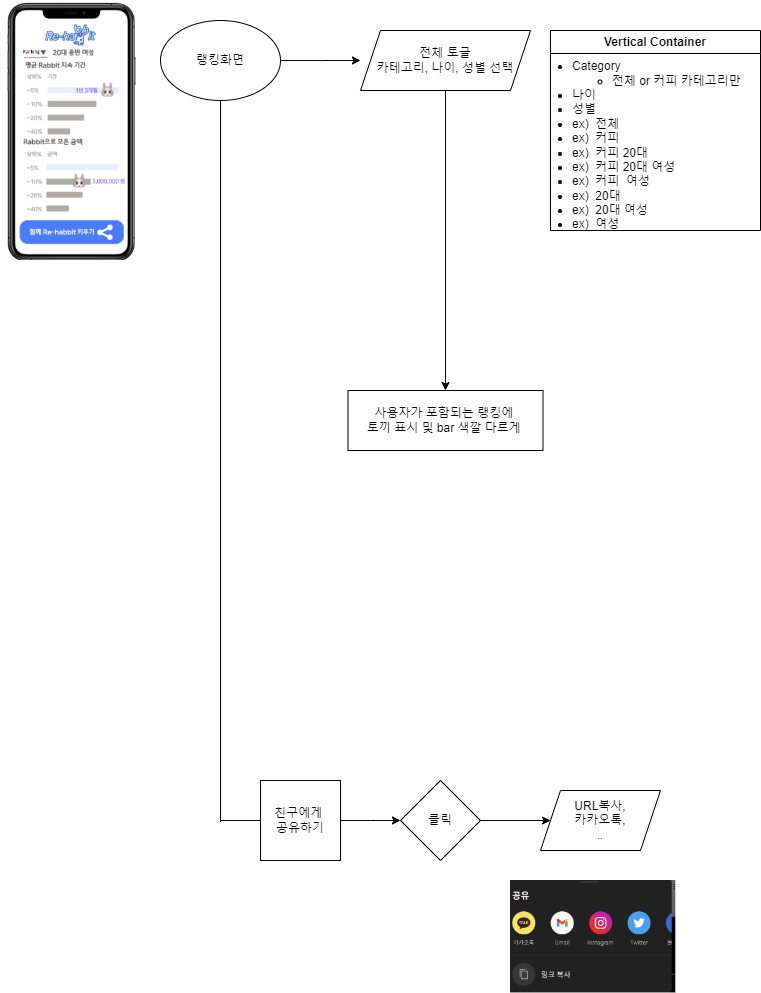 Re-habbit
20대 중반 여성
평균 Rabbit 지속 기간
상위% 기간
~5% 1년 3개월
~10%
~20%
~40%
Rabbit으로 모은 금액
상위% 금액
~5%
~10% 3,000,000 원
~20%
~40%
함께 Re-habbit 키우기
랭킹화면
전체 토글
카테고리, 나이, 성별 선택
Vertical Container
Category
전체 or 커피 카테고리만
나이
성별
ex) 전체
ex) 커피
ex) 커피 20대
ex) 커피 20대 여성
ex) 커피 여성
ex) 20대
ex) 20대 여성
ex) 여성
사용자가 포함되는 랭킹에
토끼 표시 및 bar 색깔 다르게
친구에게
공유하기
클릭
URL복사,
카카오톡,
..
공유
TALK
카카오톡 Gmail Instagram Twitter
링크 복사